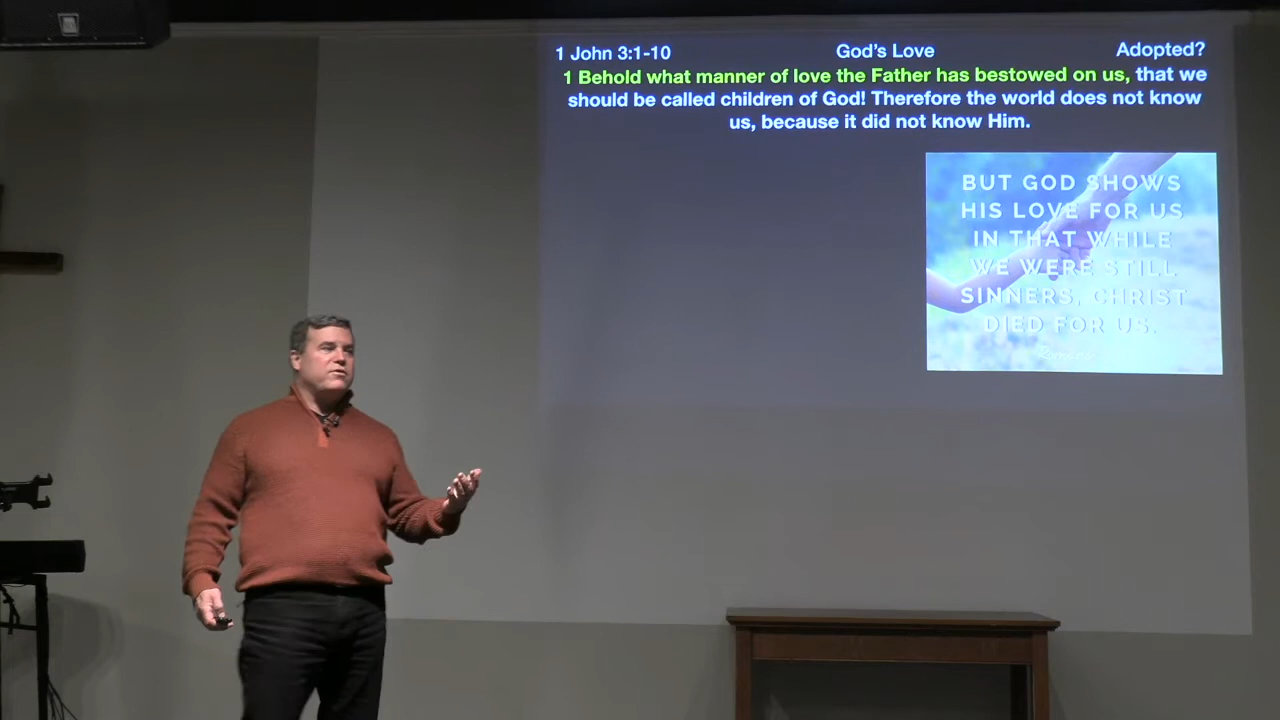 1 John 3:1-10 God's Love Adopted?
1 Behold what manner of love the Father has bestowed on us, that we
should be called children of God! Therefore the world does not know
us, because it did not know Him.
BUT GOD SHOWS
HIS LOVE FOR US
IN THAT WHILE
WE WERE STILL
SINNERS, CHRIST
DIED FOR US.
Romans